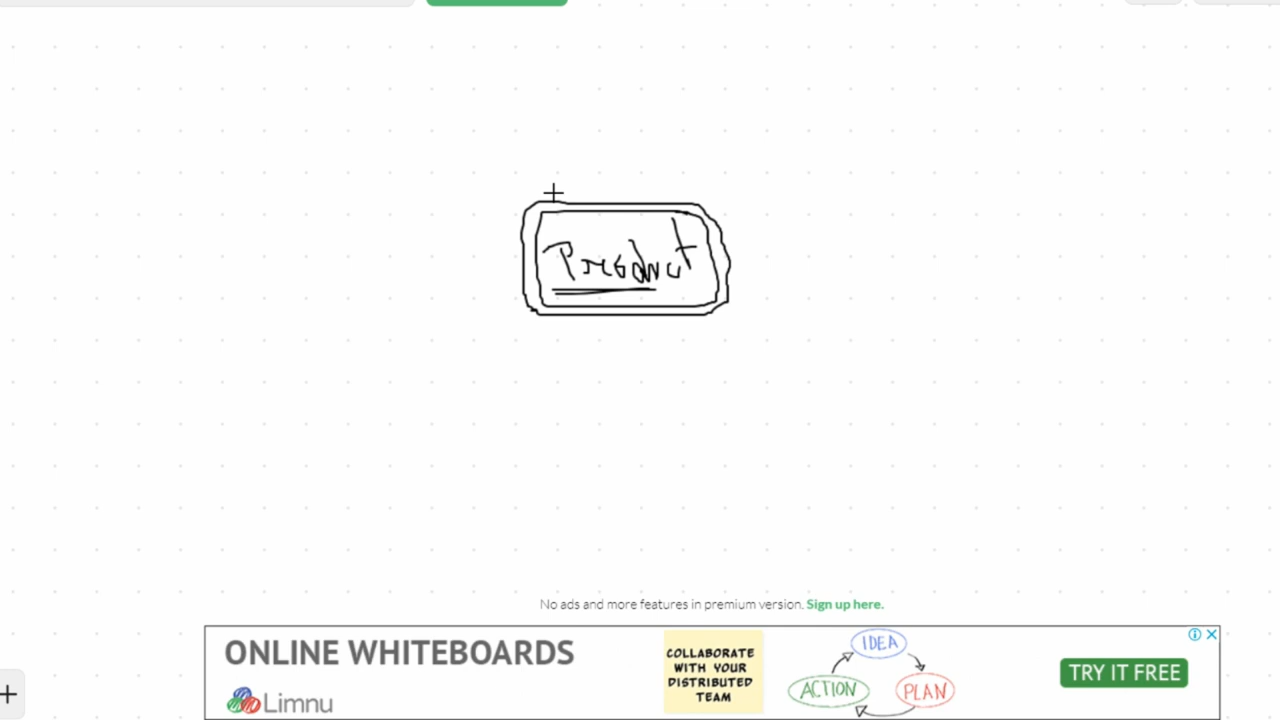 Product
No ads and more features in premium version. Sign up here.
ONLINE WHITEBOARDS
Limnu
COLLABORATE
WITH YOUR
DISTRIBUTED
TEAM
IDEA
ACTION
PLAN
TRY IT FREE